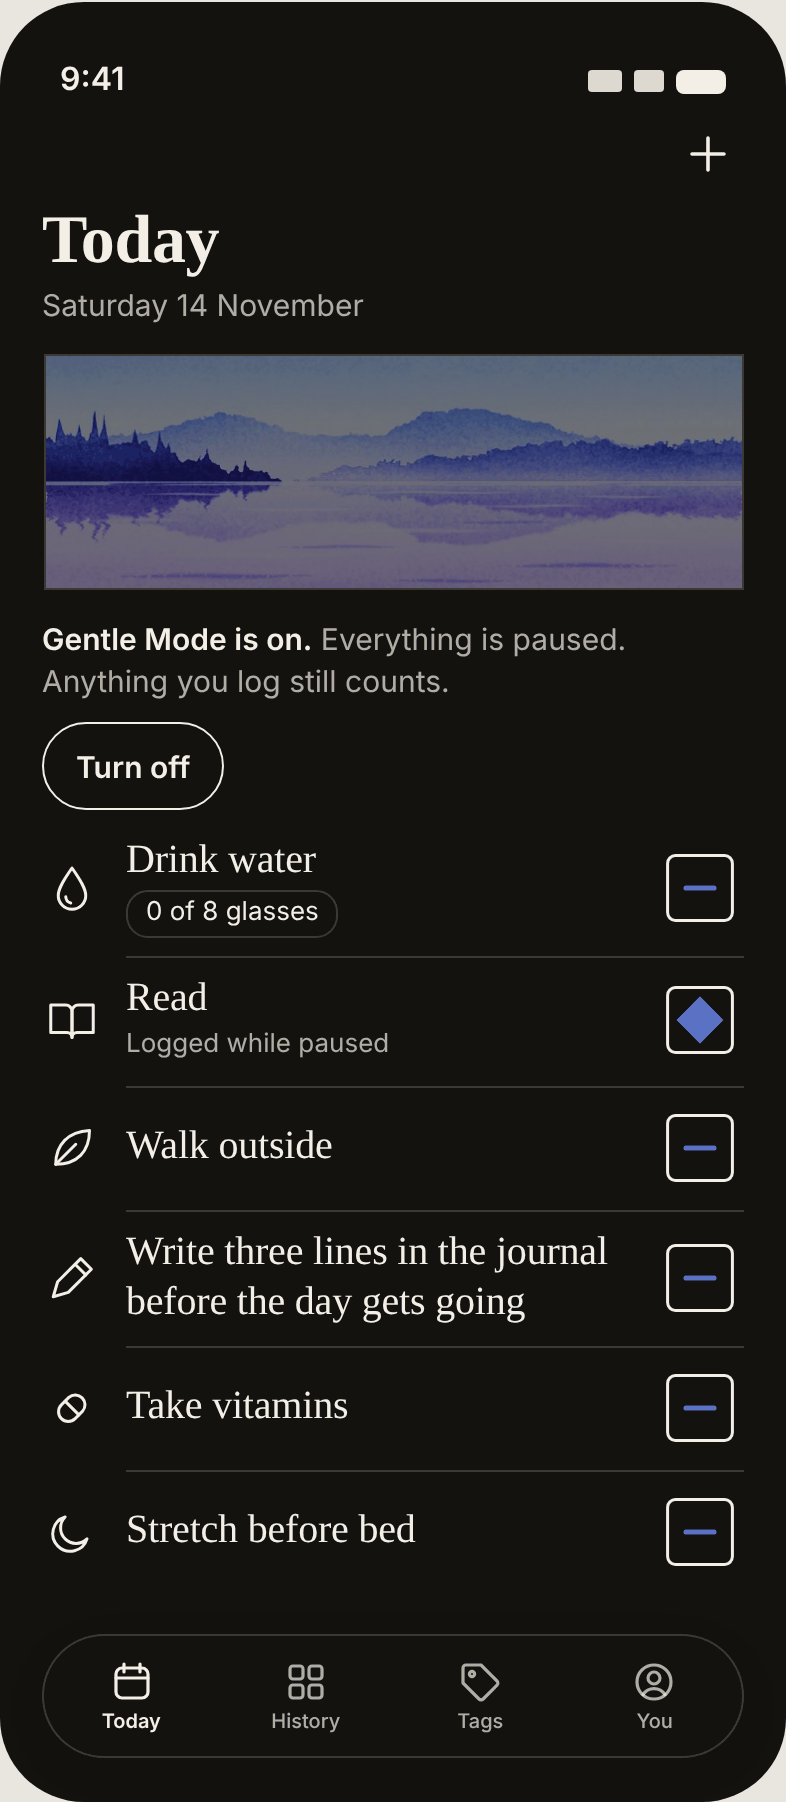 9:41
Today
Saturday 14 November
Gentle Mode is on. Everything is paused.
Anything you log still counts.
Turn off
Drink water
0 of 8 glasses
Read
Logged while paused
Walk outside
Write three lines in the journal
before the day gets going
Take vitamins
Stretch before bed
Today
History
Tags
You